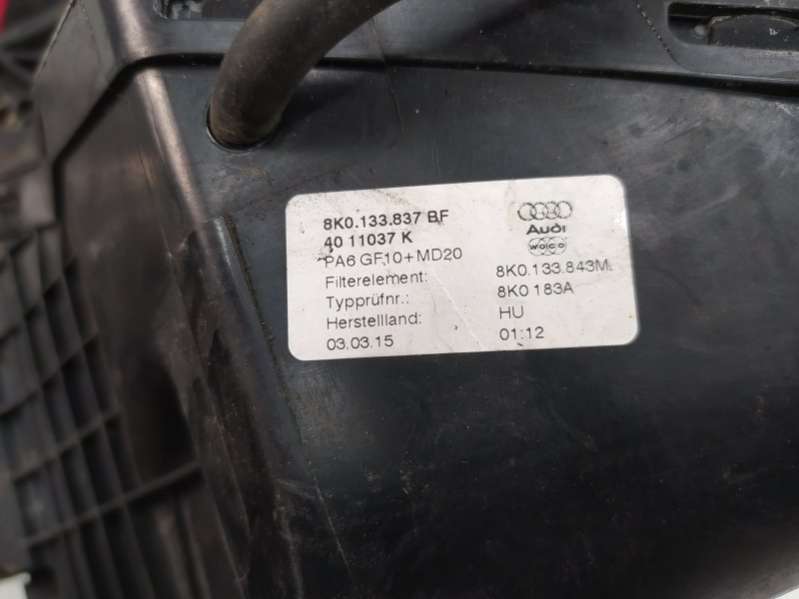 8K0.133.837 BF
40 11037 K
PA6 GF10+MD20
Filterelement: 8K0.133.843M
Typprüfnr.: 8K0 183A
Herstellland: HU
03.03.15 01:12
Audi
WOCO